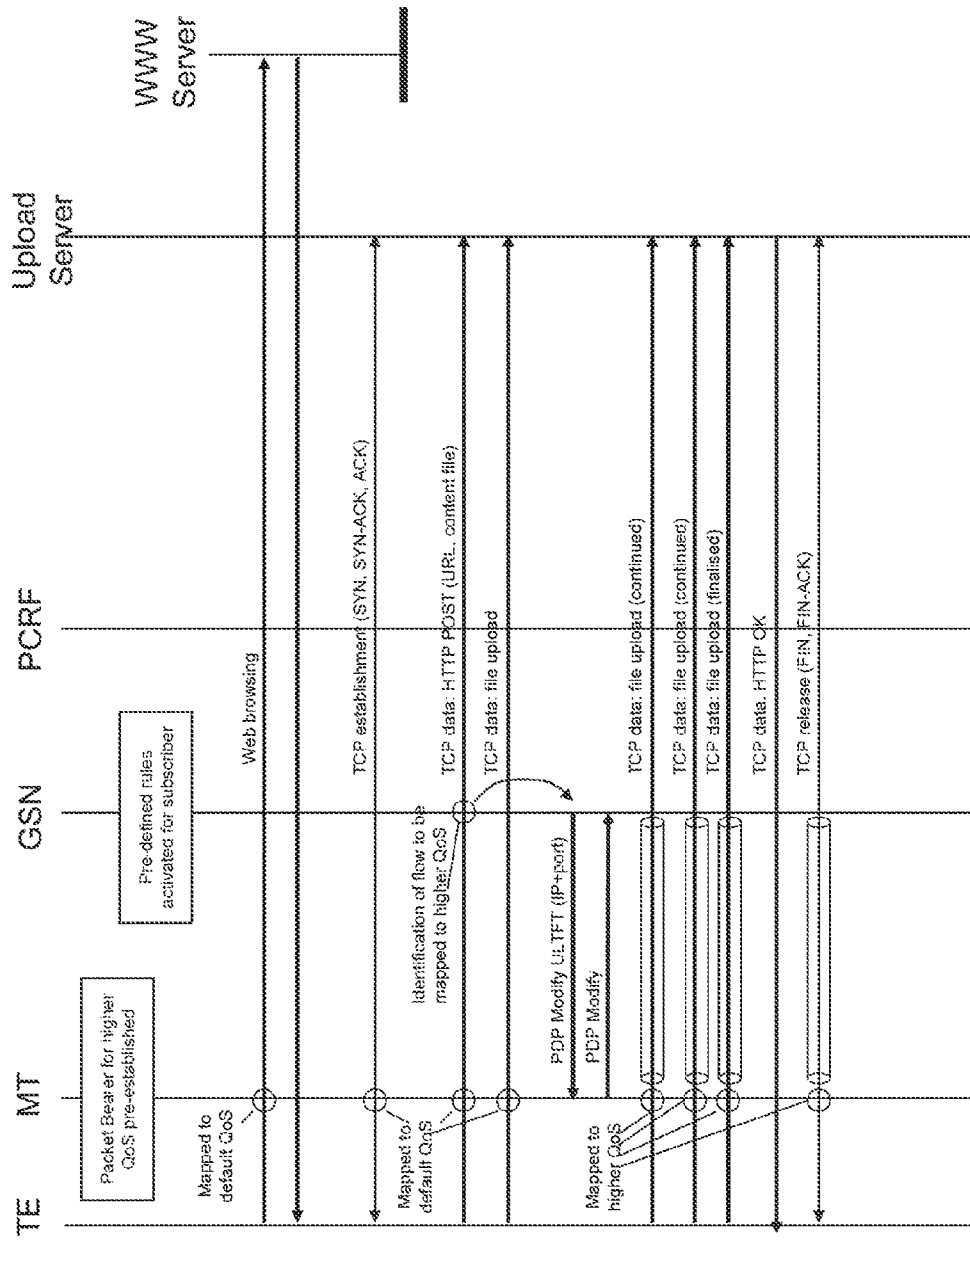 TE
MT
GSN
PCRF
Upload
Server
WWW
Server
Packet Bearer for higher
QoS pre-established
Pre-defined rules
activated for subscriber
Mapped to
default QoS
Web browsing
TCP establishment (SYN, SYN-ACK, ACK)
Mapped to
default QoS
Identification of flow to be
mapped to higher QoS
TCP data: HTTP POST (URL, content file)
TCP data: file upload
PDP Modify ULTFT (IP+port)
PDP Modify
Mapped to
higher QoS
TCP data: file upload (continued)
TCP data: file upload (continued)
TCP data: file upload (finalised)
TCP data. HTTP OK
TCP release (FIN, FIN-ACK)